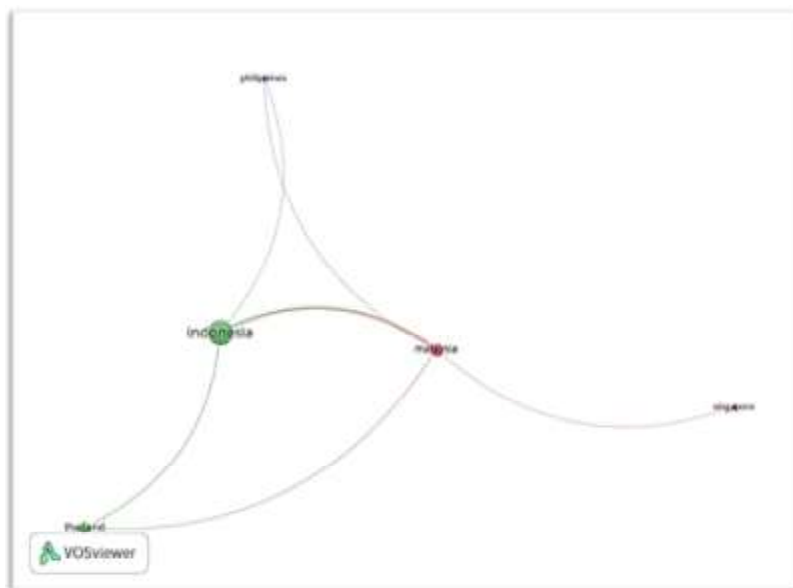 philippines
indonesia
malaysia
singapore
thailand
VOSviewer